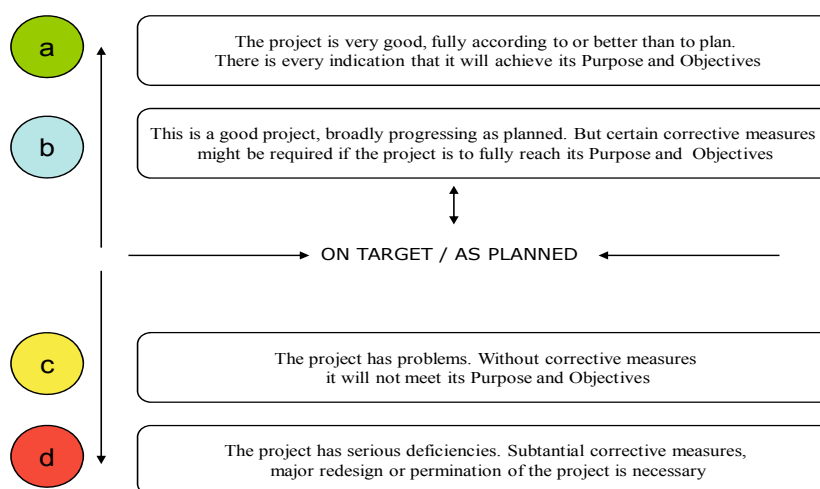 a
The project is very good, fully according to or better than to plan.
There is every indication that it will achieve its Purpose and Objectives
b
This is a good project, broadly progressing as planned. But certain corrective measures
might be required if the project is to fully reach its Purpose and Objectives
ON TARGET / AS PLANNED
c
The project has problems. Without corrective measures
it will not meet its Purpose and Objectives
d
The project has serious deficiencies. Subtantial corrective measures,
major redesign or permination of the project is necessary